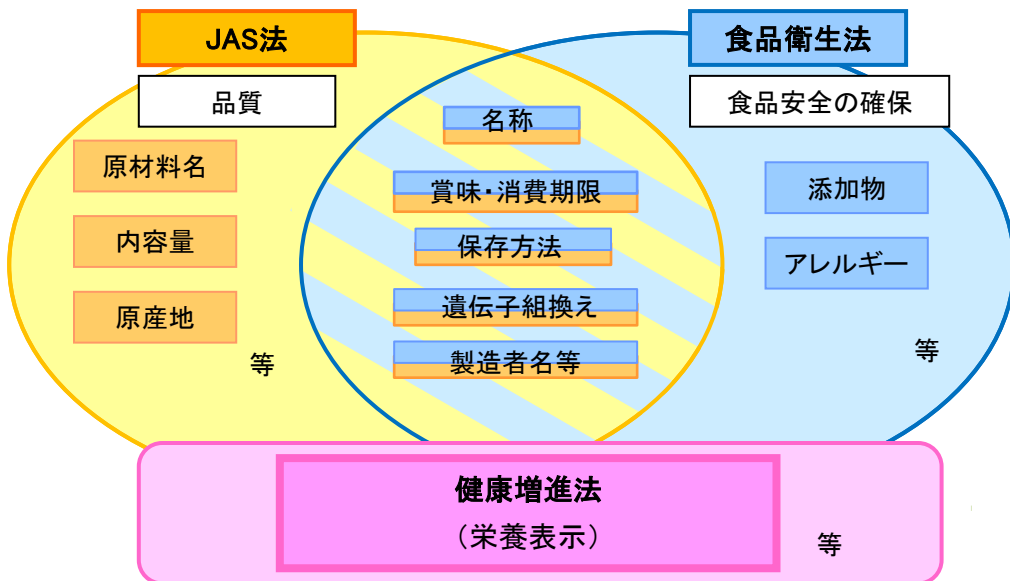 JAS法
品質
原材料名
内容量
原産地
等
名称
賞味・消費期限
保存方法
遺伝子組換え
製造者名等
食品衛生法
食品安全の確保
添加物
アレルギー
等
健康増進法
（栄養表示）
等